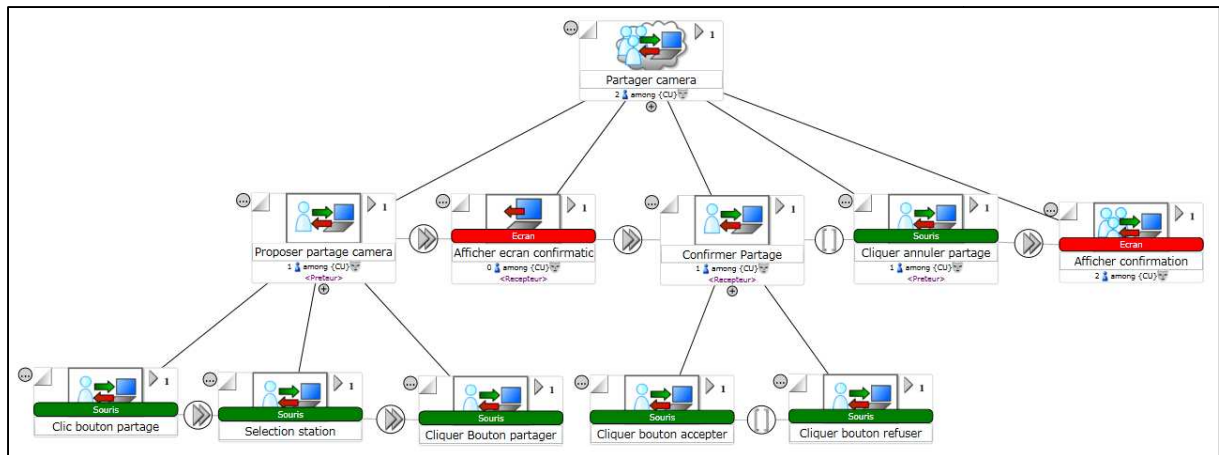 1
Partager camera
2 among {CU}
1
Proposer partage camera
1 among {CU}
<Preteur>
1
Ecran
Afficher ecran confirmatic
0 among {CU}
<Recepteur>
1
Confirmer Partage
1 among {CU}
<Recepteur>
1
Souris
Cliquer annuler partage
1 among {CU}
<Preteur>
1
Ecran
Afficher confirmation
2 among {CU}
1
Souris
Clic bouton partage
1
Souris
Selection station
1
Souris
Cliquer Bouton partager
1
Souris
Cliquer bouton accepter
1
Souris
Cliquer bouton refuser